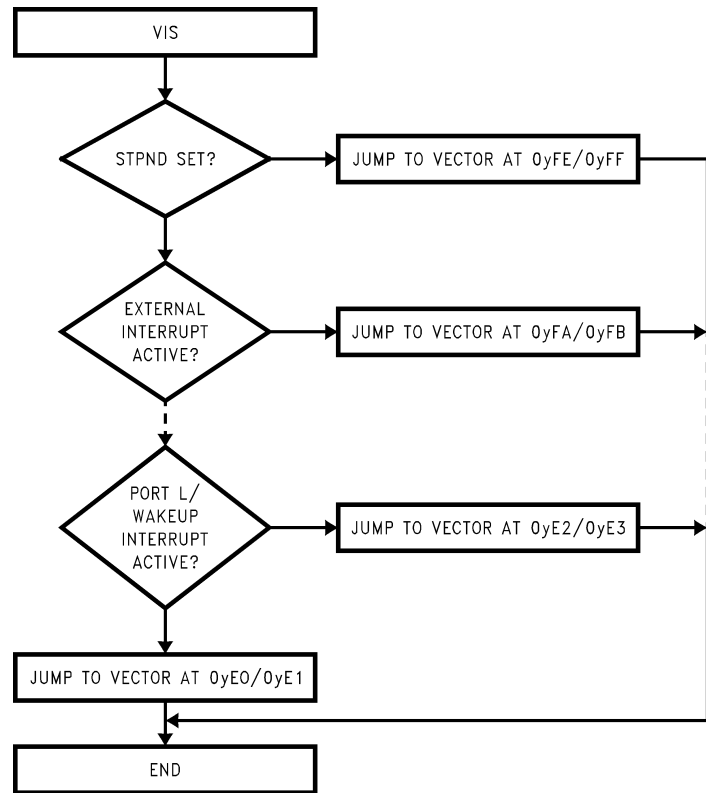 VIS
STPND SET?
JUMP TO VECTOR AT 0yFE/0yFF
EXTERNAL
INTERRUPT
ACTIVE?
JUMP TO VECTOR AT 0yFA/0yFB
PORT L/
WAKEUP
INTERRUPT
ACTIVE?
JUMP TO VECTOR AT 0yE2/0yE3
JUMP TO VECTOR AT 0yE0/0yE1
END